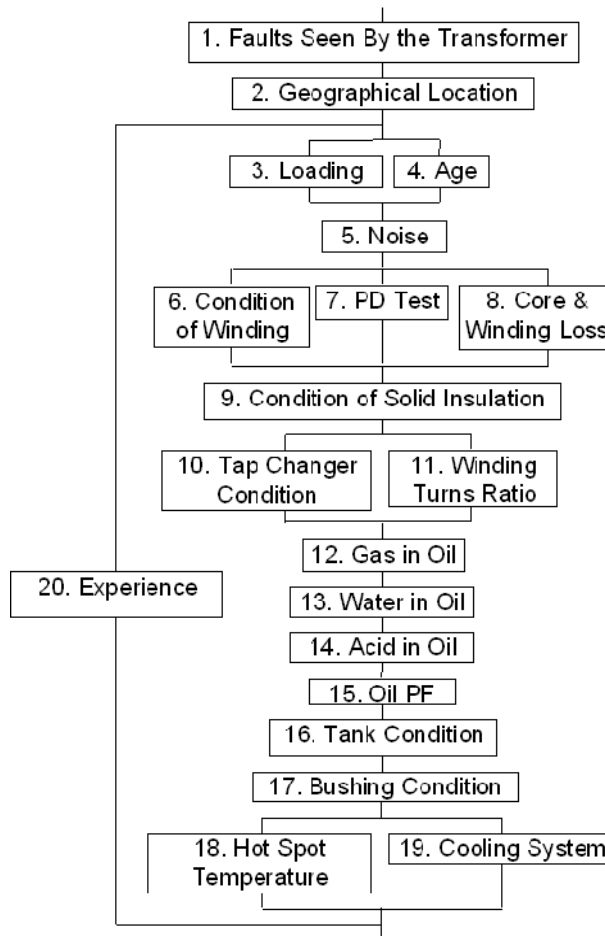 1. Faults Seen By the Transformer
2. Geographical Location
3. Loading
4. Age
5. Noise
6. Condition
of Winding
7. PD Test
8. Core &
Winding Loss
9. Condition of Solid Insulation
10. Tap Changer
Condition
11. Winding
Turns Ratio
12. Gas in Oil
20. Experience
13. Water in Oil
14. Acid in Oil
15. Oil PF
16. Tank Condition
17. Bushing Condition
18. Hot Spot
Temperature
19. Cooling System